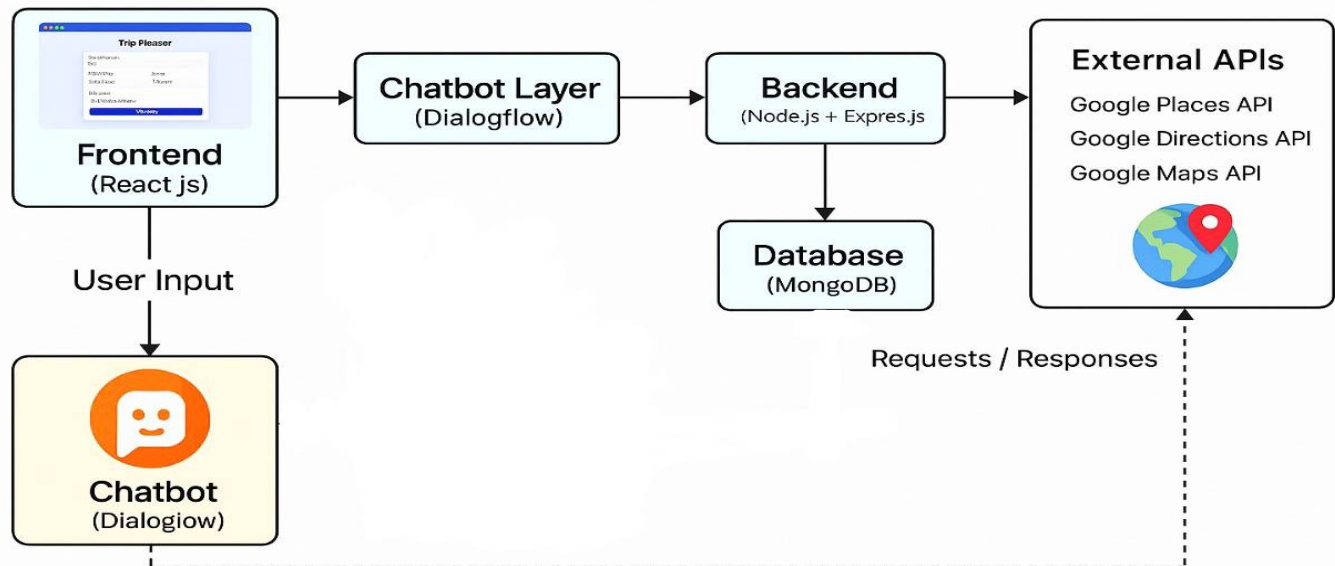 Trip Pleaser
Frontend
(React js)
Chatbot Layer
(Dialogflow)
Backend
(Node.js + Expres.js
External APIs
Google Places API
Google Directions API
Google Maps API
Database
(MongoDB)
User Input
Requests / Responses
Chatbot
(Dialogiow)